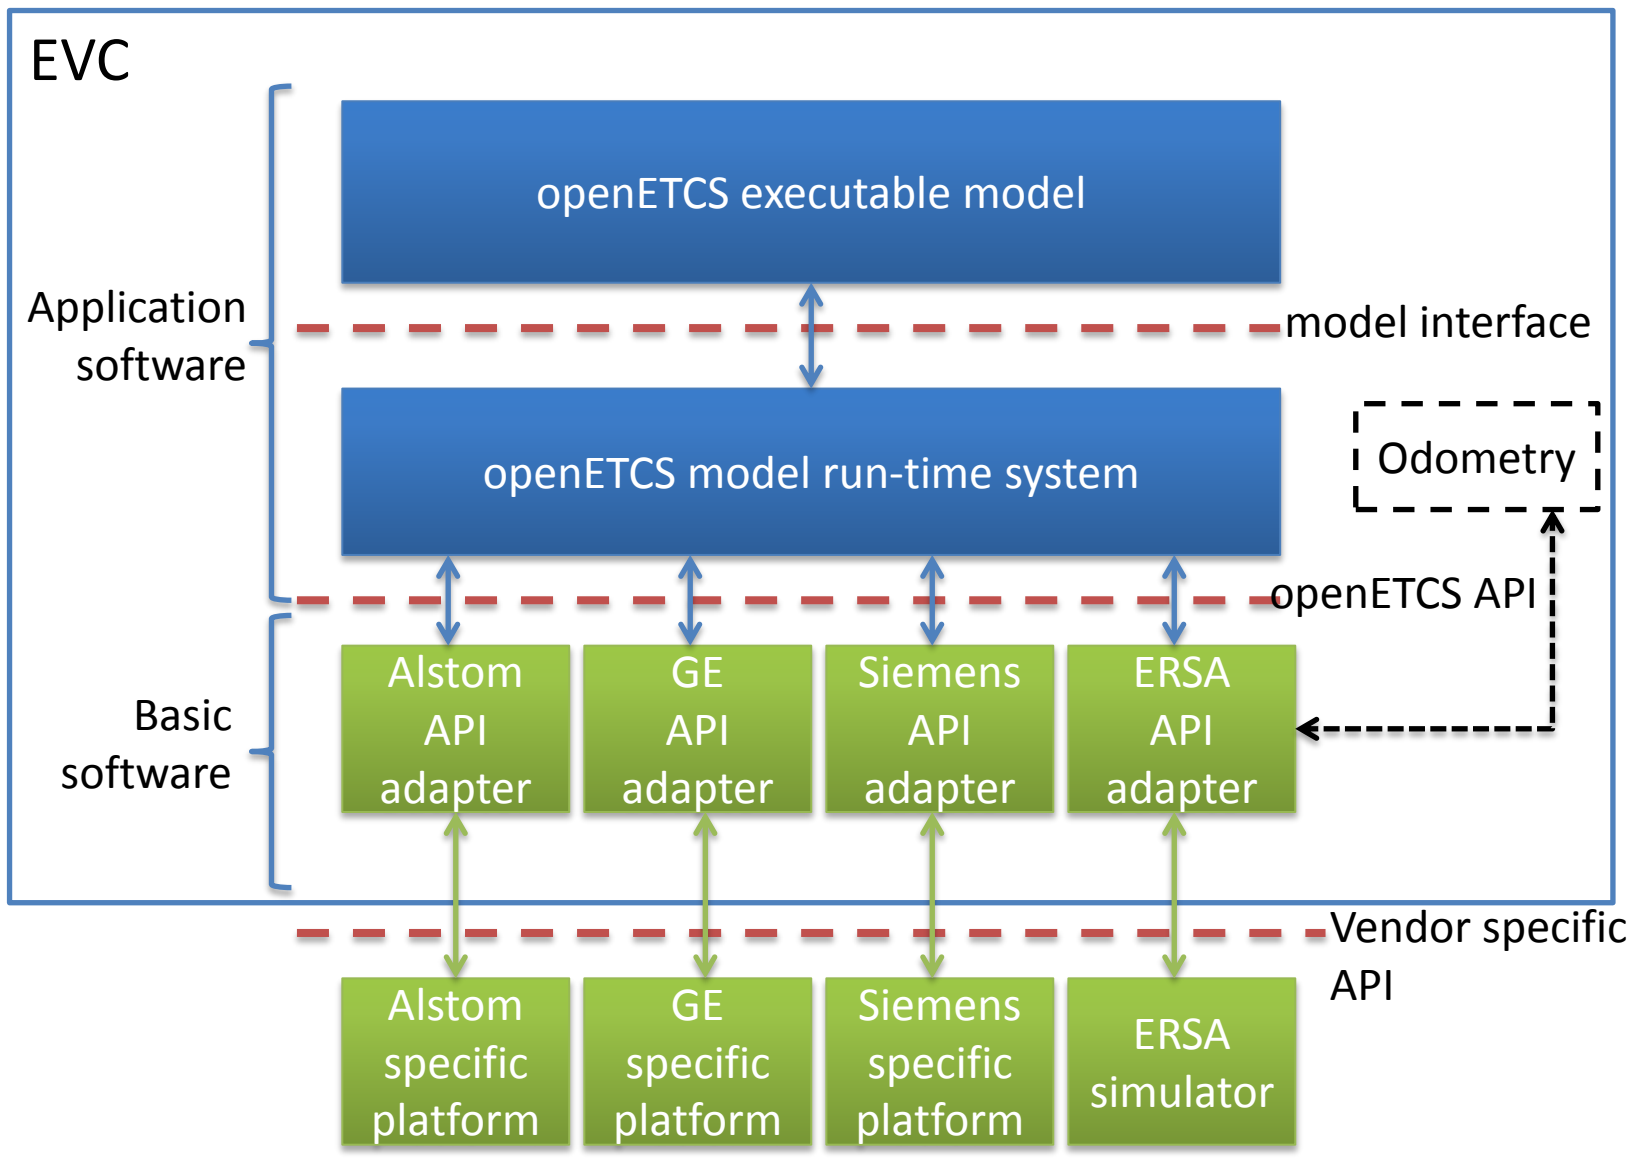 EVC
openETCS executable model
Application
software
model interface
openETCS model run-time system
Odometry
openETCS API
Basic
software
Alstom
API
adapter
GE
API
adapter
Siemens
API
adapter
ERSA
API
adapter
Vendor specific
API
Alstom
specific
platform
GE
specific
platform
Siemens
specific
platform
ERSA
simulator